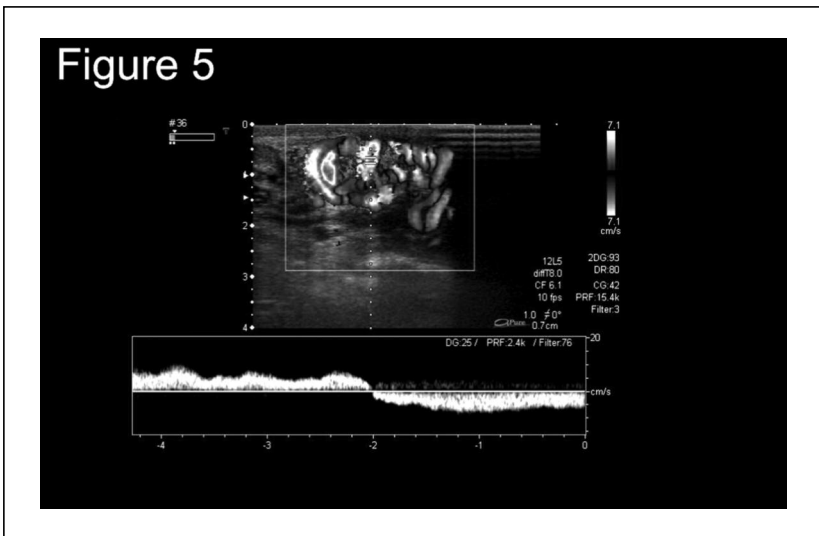 Figure 5
#36
0
1
2
3
4
7.1
7.1
cm/s
12L5
diffT8.0
CF 6.1
10 fps
2DG:93
DR:80
CG:42
PRF:15.4k
Filter:3
1.0 ≠0°
0.7cm
DG:25 / PRF:2.4k / Filter:76
20
cm/s
-4 -3 -2 -1 0